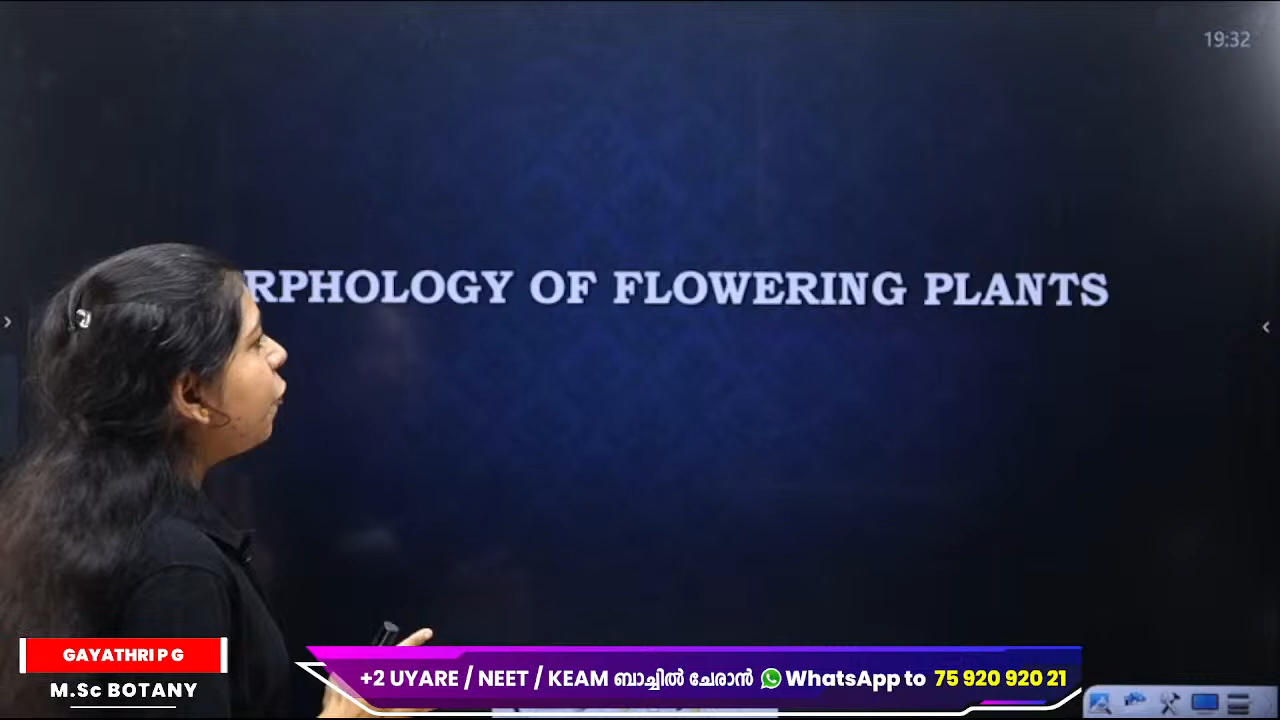 19:32
RPHOLOGY OF FLOWERING PLANTS
GAYATHRI P G
M.Sc BOTANY
+2 UYARE / NEET / KEAM ബാച്ചിൽ ചേരാൻ WhatsApp to 75 920 920 21